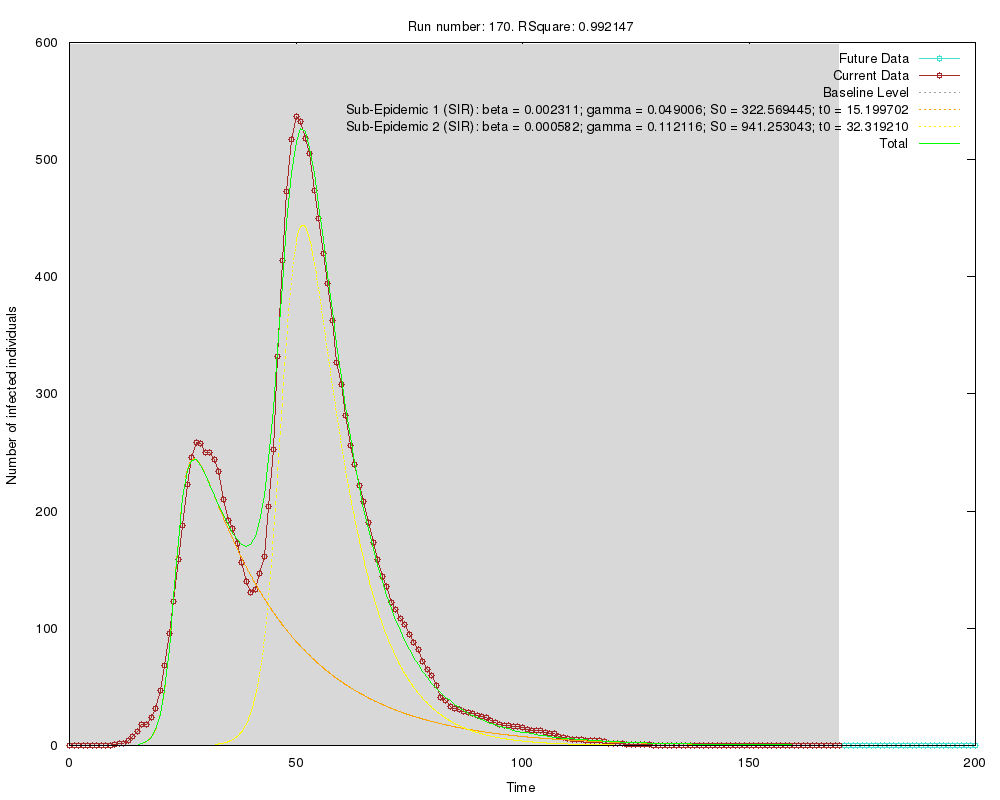 Run number: 170. RSquare: 0.992147
600
500
400
300
200
100
0
Number of infected individuals
Future Data
Current Data
Baseline Level
Sub-Epidemic 1 (SIR): beta = 0.002311; gamma = 0.049006; S0 = 322.569445; t0 = 15.199702
Sub-Epidemic 2 (SIR): beta = 0.000582; gamma = 0.112116; S0 = 941.253043; t0 = 32.319210
Total
0 50 100 150 200
Time